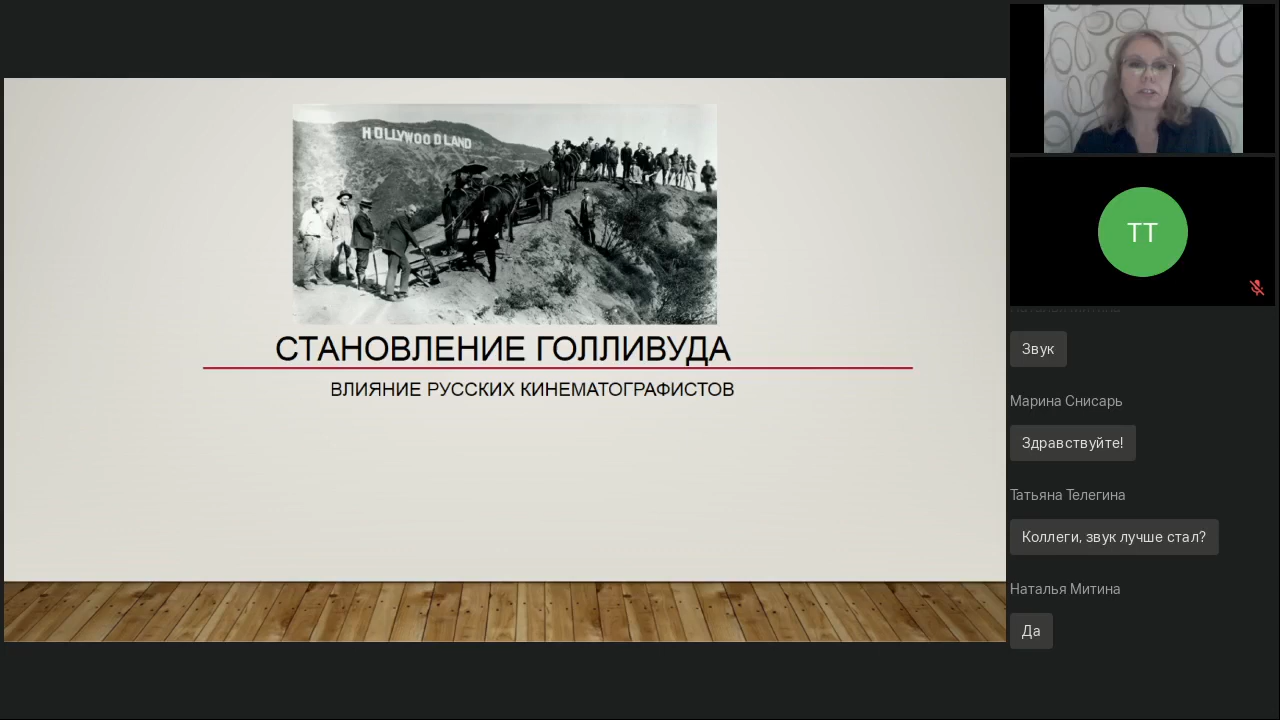 HOLLYWOODLAND
СТАНОВЛЕНИЕ ГОЛЛИВУДА
ВЛИЯНИЕ РУССКИХ КИНЕМАТОГРАФИСТОВ
ТТ
Звук
Марина Снисарь
Здравствуйте!
Татьяна Телегина
Коллеги, звук лучше стал?
Наталья Митина
Да